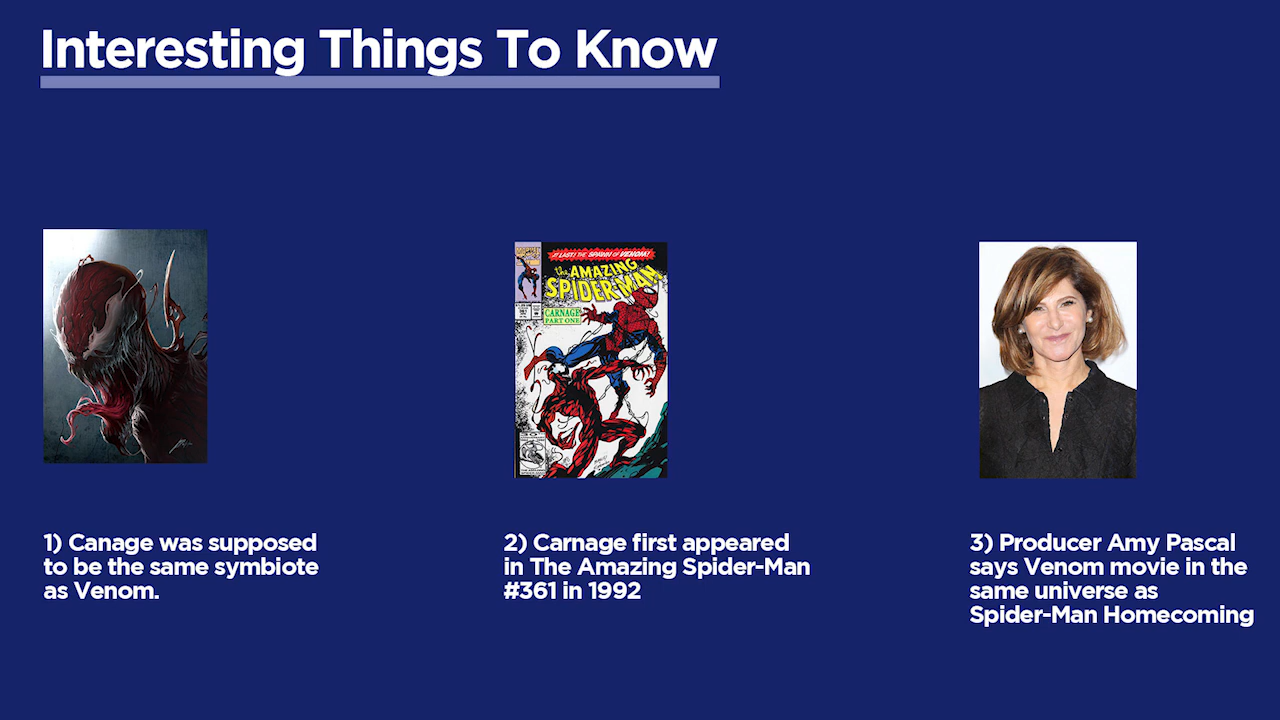 Interesting Things To Know
AT LAST! THE SPAWN OF VENOM!
the AMAZING
SPIDER-MAN
CARNAGE
PART ONE
1) Canage was supposed
to be the same symbiote
as Venom.
2) Carnage first appeared
in The Amazing Spider-Man
#361 in 1992
3) Producer Amy Pascal
says Venom movie in the
same universe as
Spider-Man Homecoming